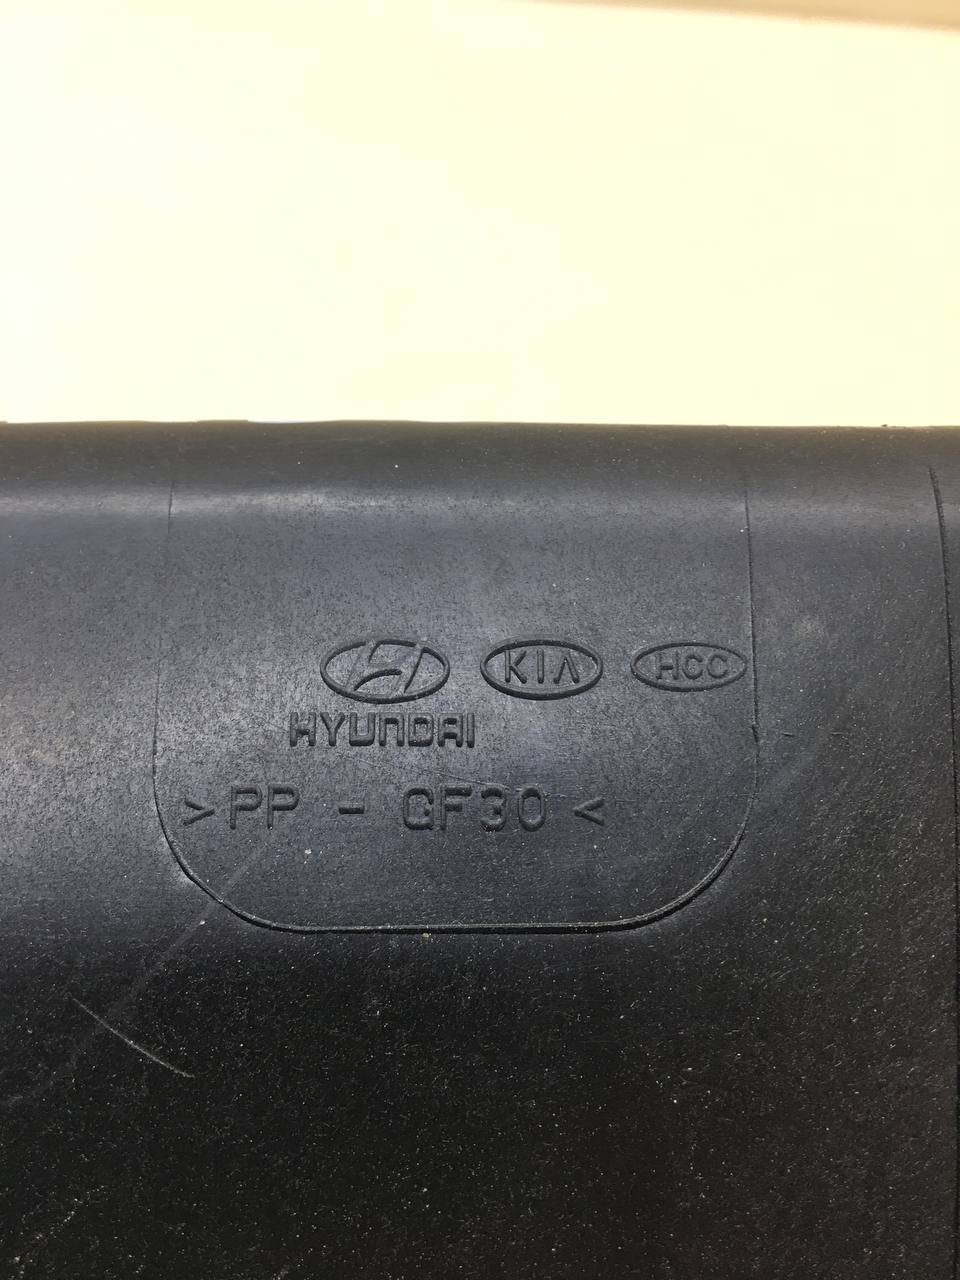 KIA HCC
HYUNDAI
>PP - GF30<